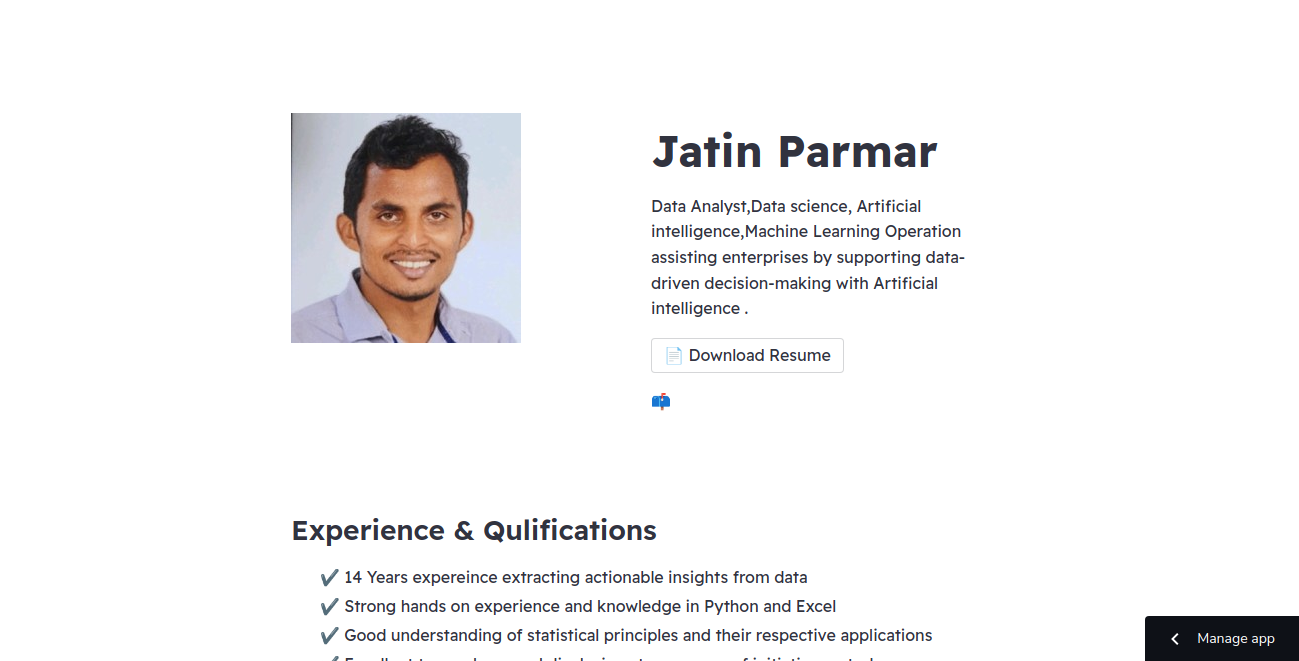 Jatin Parmar
Data Analyst,Data science, Artificial
intelligence,Machine Learning Operation
assisting enterprises by supporting data-
driven decision-making with Artificial
intelligence .
Download Resume
Experience & Qulifications
✔️ 14 Years expereince extracting actionable insights from data
✔️ Strong hands on experience and knowledge in Python and Excel
✔️ Good understanding of statistical principles and their respective applications
Manage app